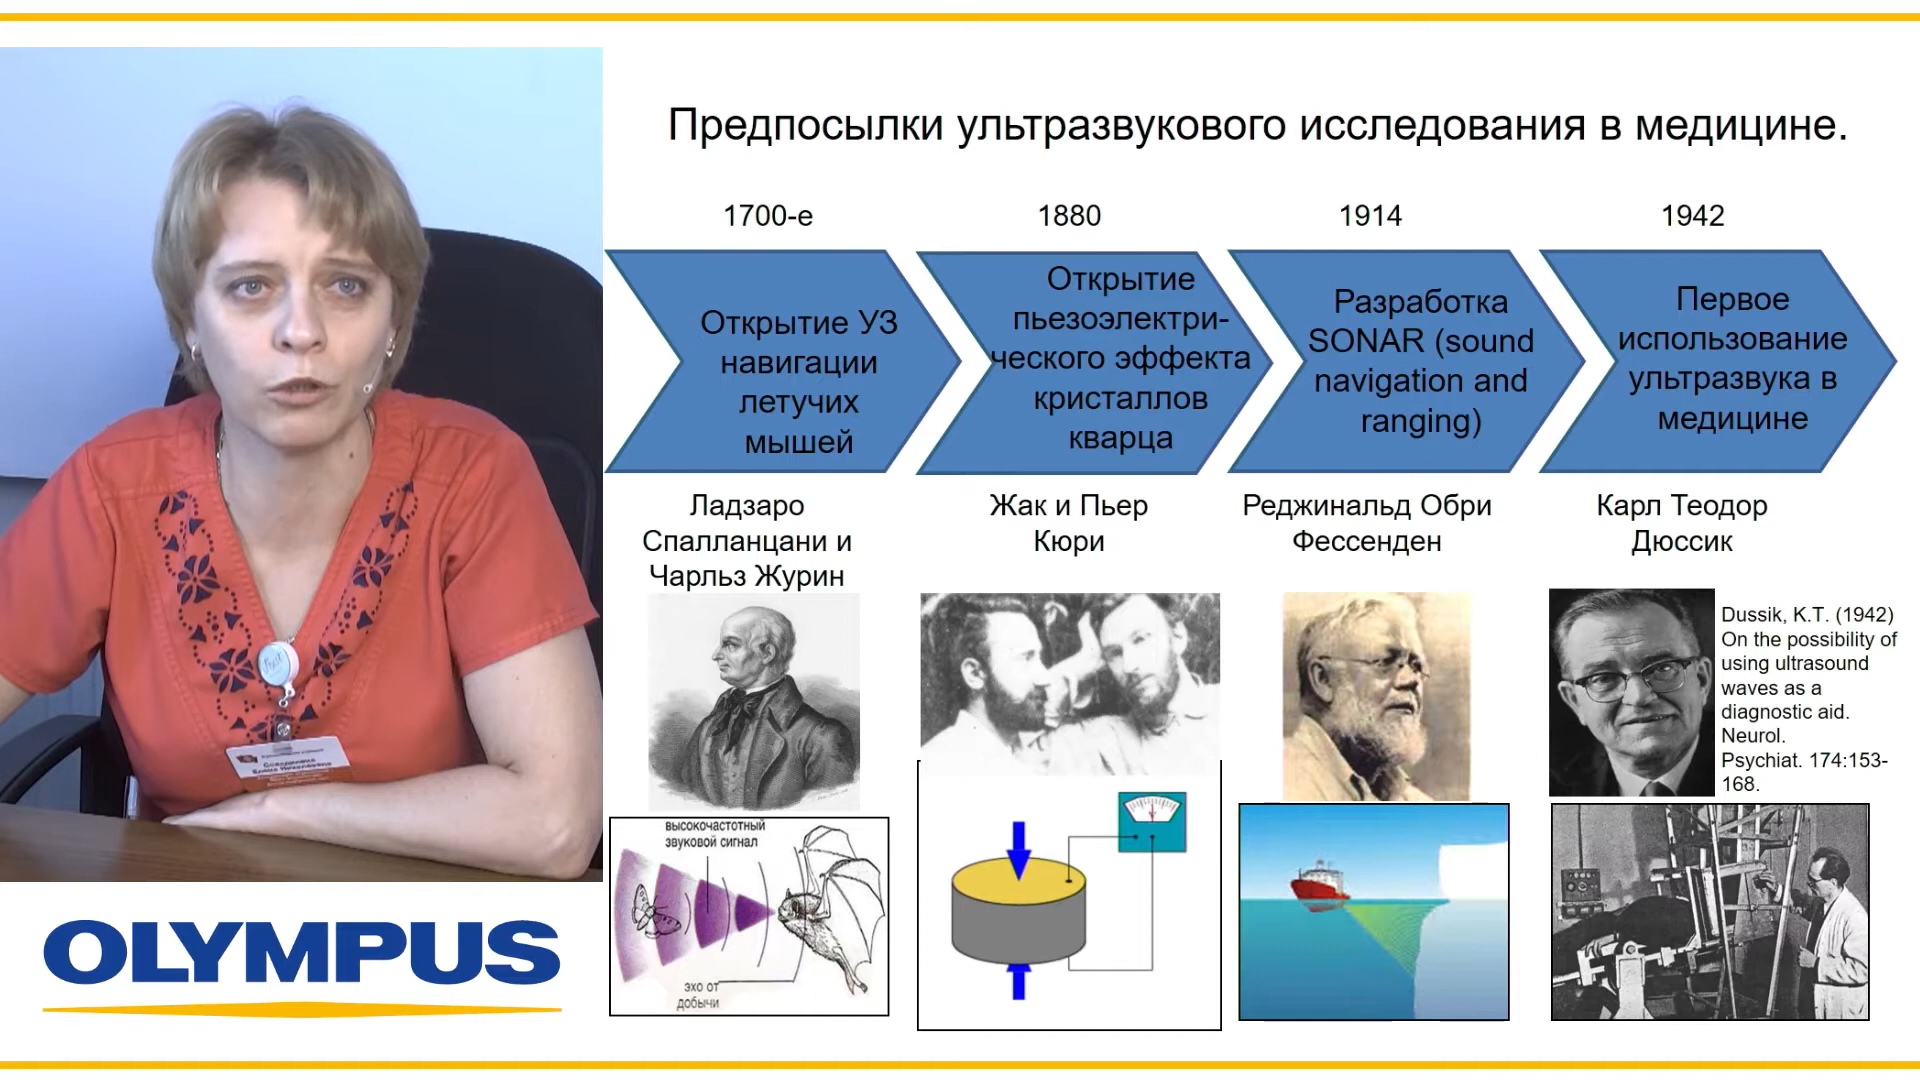 Предпосылки ультразвукового исследования в медицине.
1700-е
1880
1914
1942
Открытие УЗ
навигации
летучих
мышей
Открытие
пьезоэлектри-
ческого эффекта
кристаллов
кварца
Разработка
SONAR (sound
navigation and
ranging)
Первое
использование
ультразвука в
медицине
Ладзаро
Спалланцани и
Чарльз Журин
Жак и Пьер
Кюри
Реджинальд Обри
Фессенден
Карл Теодор
Дюссик
Dussik, K.T. (1942)
On the possibility of
using ultrasound
waves as a
diagnostic aid.
Neurol.
Psychiat. 174:153-
168.
высокочастотный
звуковой сигнал
эхо от
добычи
OLYMPUS